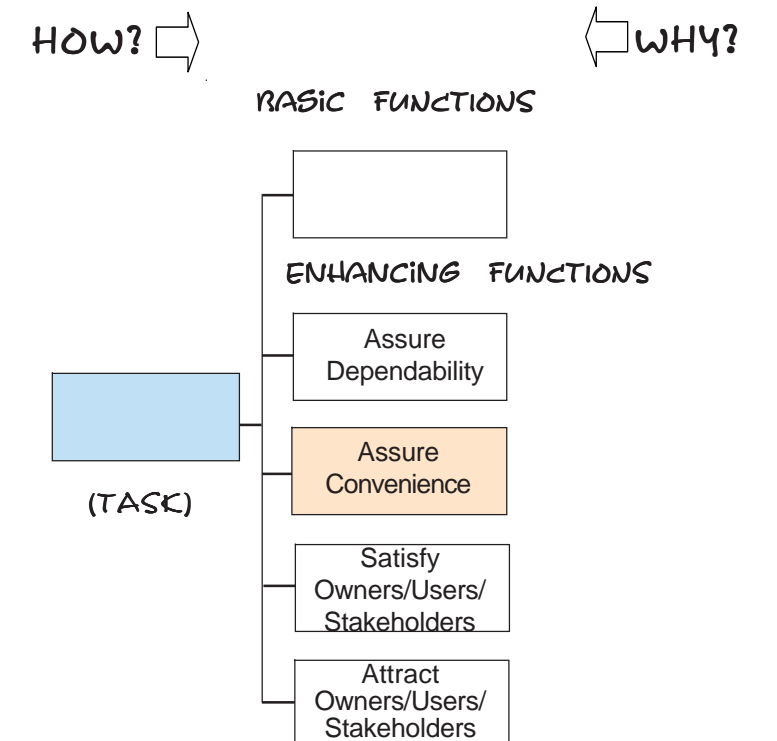 HOW? WHY?
BASIC FUNCTIONS
ENHANCING FUNCTIONS
Assure
Dependability
Assure
Convenience
(TASK)
Satisfy
Owners/Users/
Stakeholders
Attract
Owners/Users/
Stakeholders